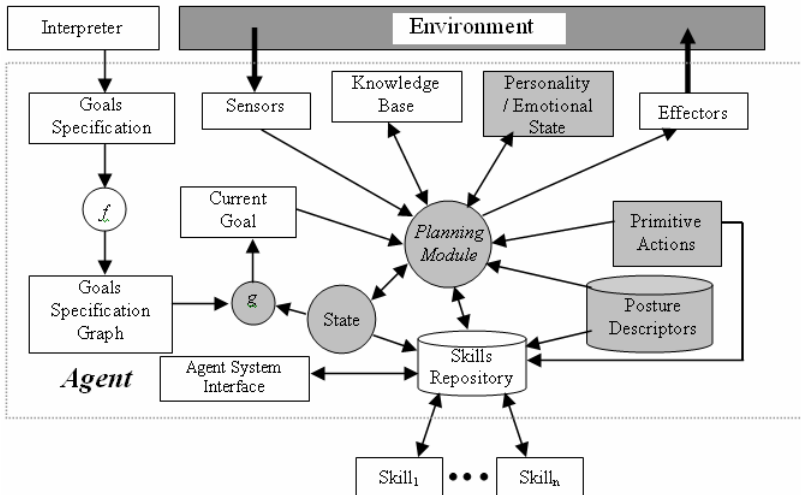 Interpreter
Environment
Goals
Specification
Sensors
Knowledge
Base
Personality
/ Emotional
State
Effectors
f
Current
Goal
Planning
Module
Primitive
Actions
Goals
Specification
Graph
g
State
Posture
Descriptors
Skills
Repository
Agent
Agent System
Interface
Skill₁
•••
Skillₙ